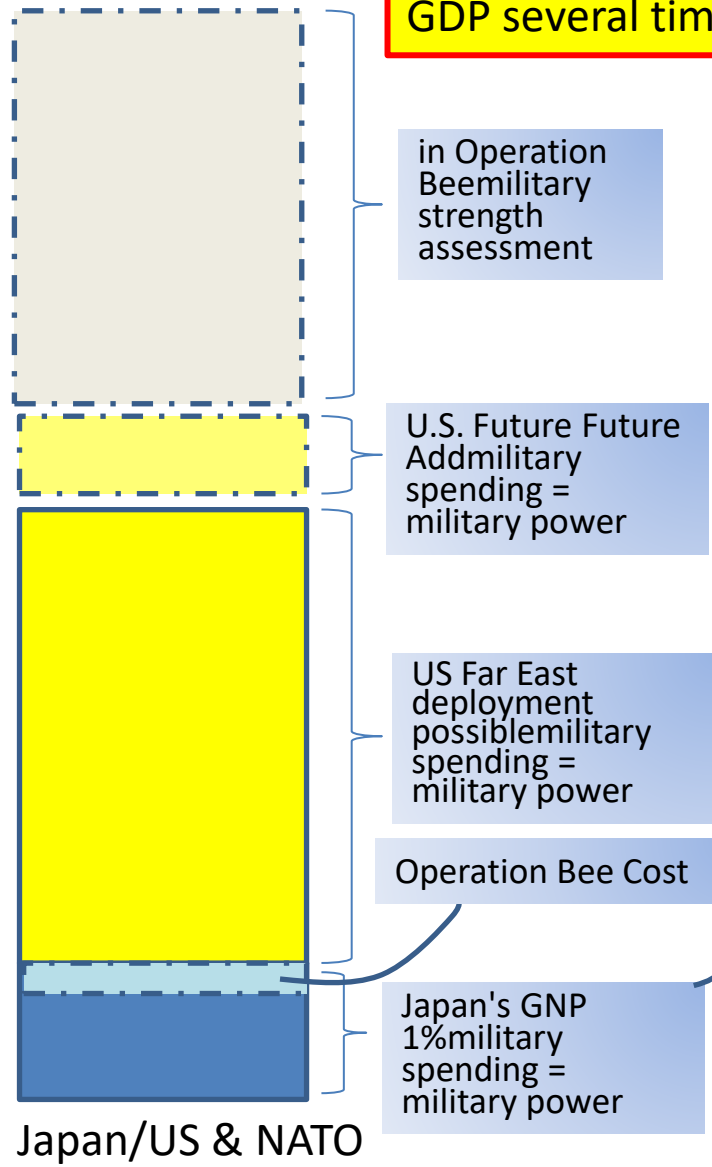 GDP several tim
in Operation
Beemilitary
strength
assessment
U.S. Future Future
Addmilitary
spending =
military power
US Far East
deployment
possiblemilitary
spending =
military power
Operation Bee Cost
Japan's GNP
1%military
spending =
military power
Japan/US & NATO